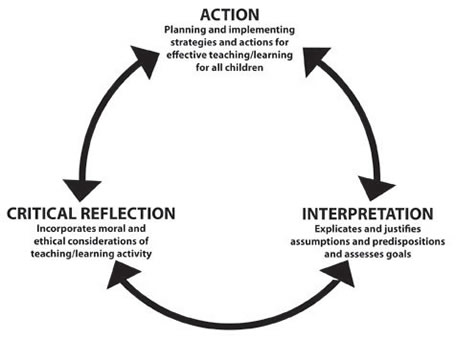 ACTION
Planning and implementing
strategies and actions for
effective teaching/learning
for all children
CRITICAL REFLECTION
Incorporates moral and
ethical considerations of
teaching/learning activity
INTERPRETATION
Explicates and justifies
assumptions and predispositions
and assesses goals